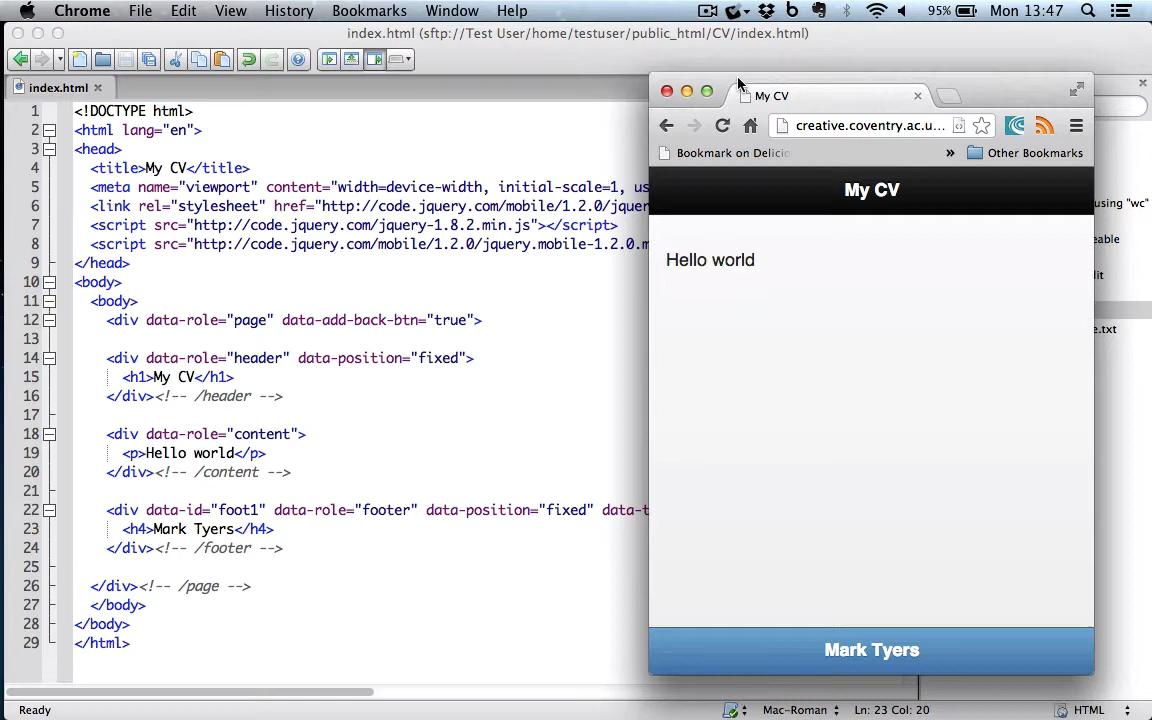 Chrome File Edit View History Bookmarks Window Help 95% Mon 13:47
index.html (sftp://Test User/home/testuser/public_html/CV/index.html)
index.html
1 <!DOCTYPE html>
2 <html lang="en">
3 <head>
4 <title>My CV</title>
5 <meta name="viewport" content="width=device-width, initial-scale=1, us
6 <link rel="stylesheet" href="http://code.jquery.com/mobile/1.2.0/jquer
7 <script src="http://code.jquery.com/jquery-1.8.2.min.js"></script>
8 <script src="http://code.jquery.com/mobile/1.2.0/jquery.mobile-1.2.0.m
9 </head>
10 <body>
11 <body>
12 <div data-role="page" data-add-back-btn="true">
13
14 <div data-role="header" data-position="fixed">
15 <h1>My CV</h1>
16 </div><!-- /header -->
17
18 <div data-role="content">
19 <p>Hello world</p>
20 </div><!-- /content -->
21
22 <div data-id="foot1" data-role="footer" data-position="fixed" data-t
23 <h4>Mark Tyers</h4>
24 </div><!-- /footer -->
25
26 </div><!-- /page -->
27 </body>
28 </body>
29 </html>
My CV
creative.coventry.ac.u...
Bookmark on Delicio » Other Bookmarks
My CV
Hello world
Mark Tyers
using "wc"
eable
dit
e.txt
Ready Mac-Roman Ln: 23 Col: 20 HTML